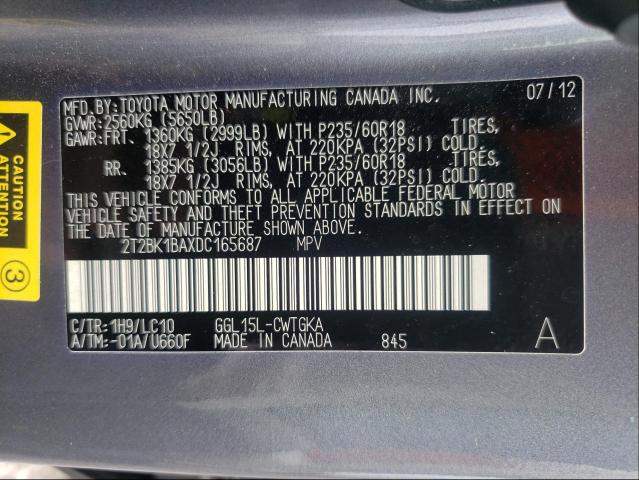 MFD. BY: TOYOTA MOTOR MANUFACTURING CANADA INC. 07/12
GVWR: 2560KG (5650LB)
GAWR: FRT. 1360KG (2999LB) WITH P235/60R18 TIRES,
18X7 1/2J RIMS, AT 220KPA (32PSI) COLD.
RR. 1385KG (3056LB) WITH P235/60R18 TIRES,
18X7 1/2J RIMS, AT 220KPA (32PSI) COLD.
THIS VEHICLE CONFORMS TO ALL APPLICABLE FEDERAL MOTOR
VEHICLE SAFETY AND THEFT PREVENTION STANDARDS IN EFFECT ON
THE DATE OF MANUFACTURE SHOWN ABOVE.
2T2BK1BAXDC165687 MPV
C/TR: 1H9/LC10 GGL15L-CWTGKA
A/TM: -01A/U660F MADE IN CANADA 845 A
CAUTION
ATTENTION
3